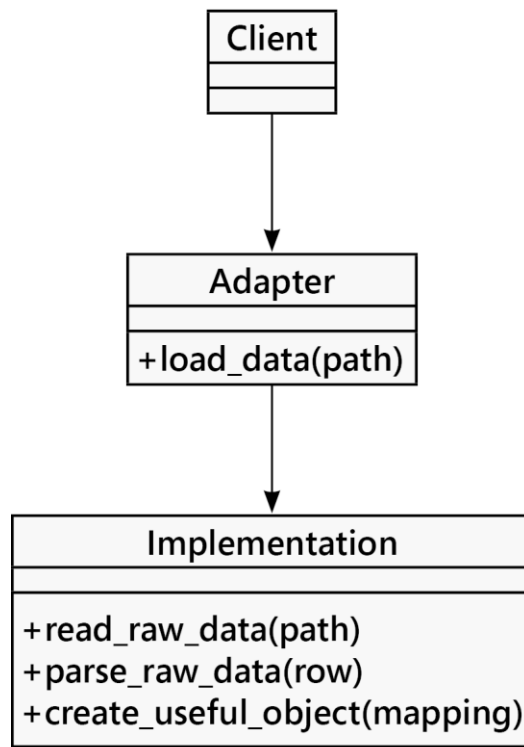 Client
Adapter
+load_data(path)
Implementation
+read_raw_data(path)
+parse_raw_data(row)
+create_useful_object(mapping)